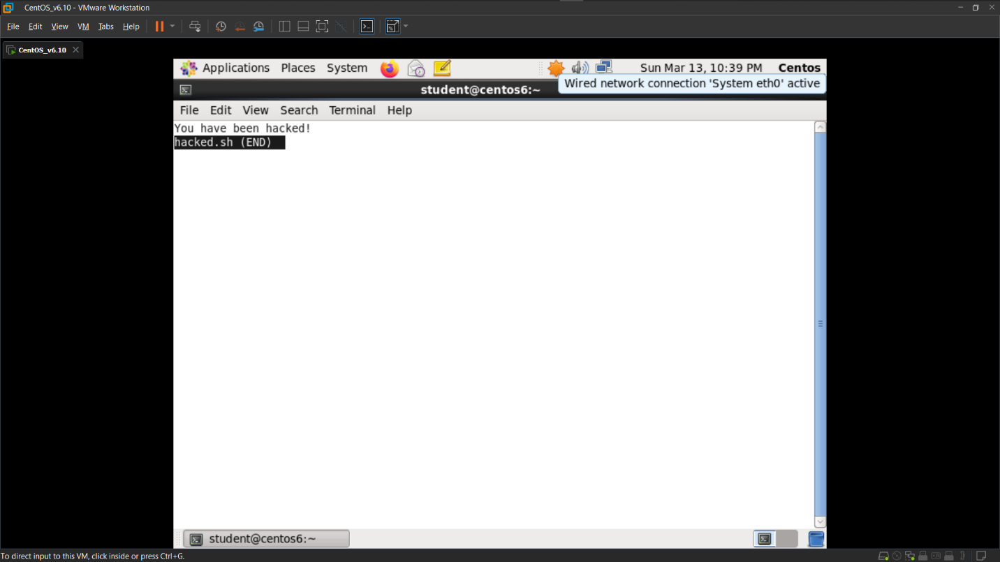 CentOS_v6.10 - VMware Workstation
File Edit View VM Tabs Help
CentOS_v6.10
Applications Places System Sun Mar 13, 10:39 PM Centos
student@centos6:~
Wired network connection 'System eth0' active
File Edit View Search Terminal Help
You have been hacked!
hacked.sh (END)
student@centos6:~
To direct input to this VM, click inside or press Ctrl+G.